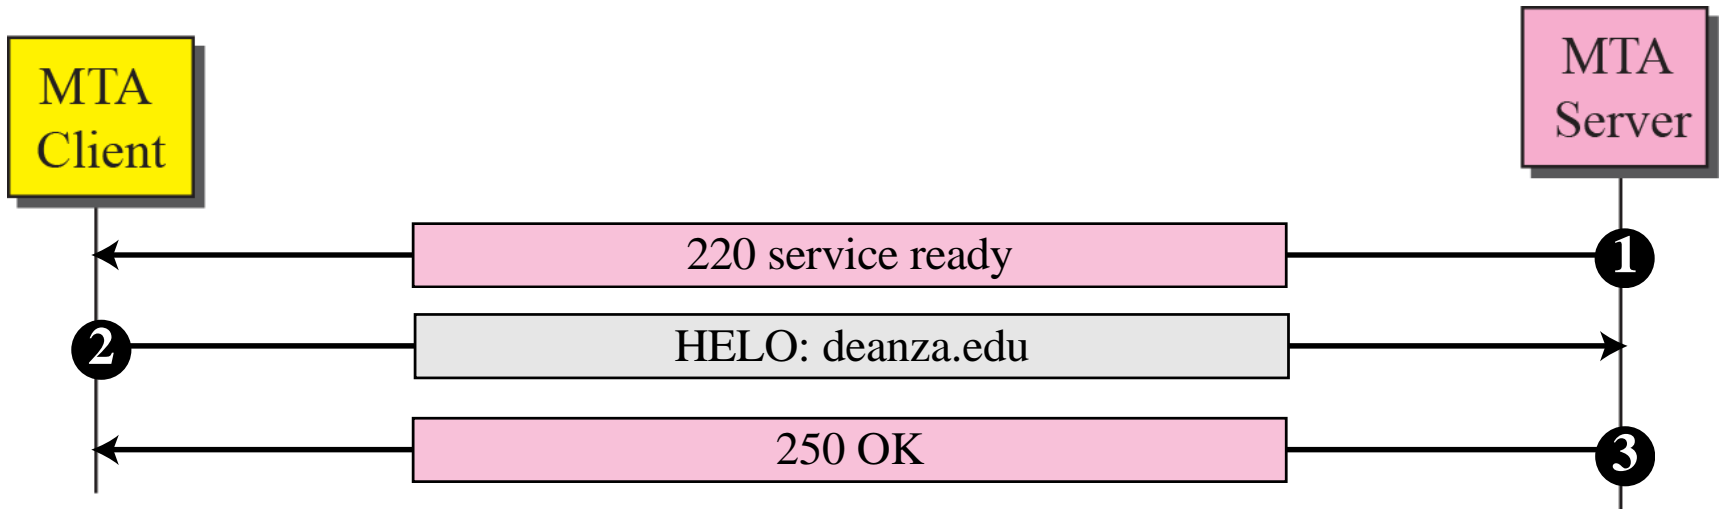 MTA
Client
MTA
Server
220 service ready
1
2
HELO: deanza.edu
250 OK
3